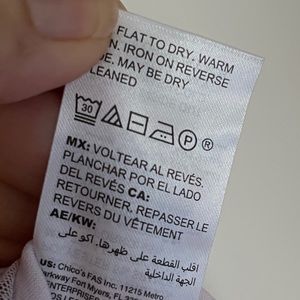 FLAT TO DRY. WARM
N. IRON ON REVERSE
DE. MAY BE DRY
CLEANED
30
P
MX: VOLTEAR AL REVÉS.
PLANCHAR POR EL LADO
DEL REVÉS CA:
RETOURNER. REPASSER LE
REVERS DU VÊTEMENT
AE/KW:
اقلب القطعة على ظهرها. اكو على
الجهة الداخلية
US: Chico's FAS Inc. 11215 Metro
Parkway Fort Myers, FL